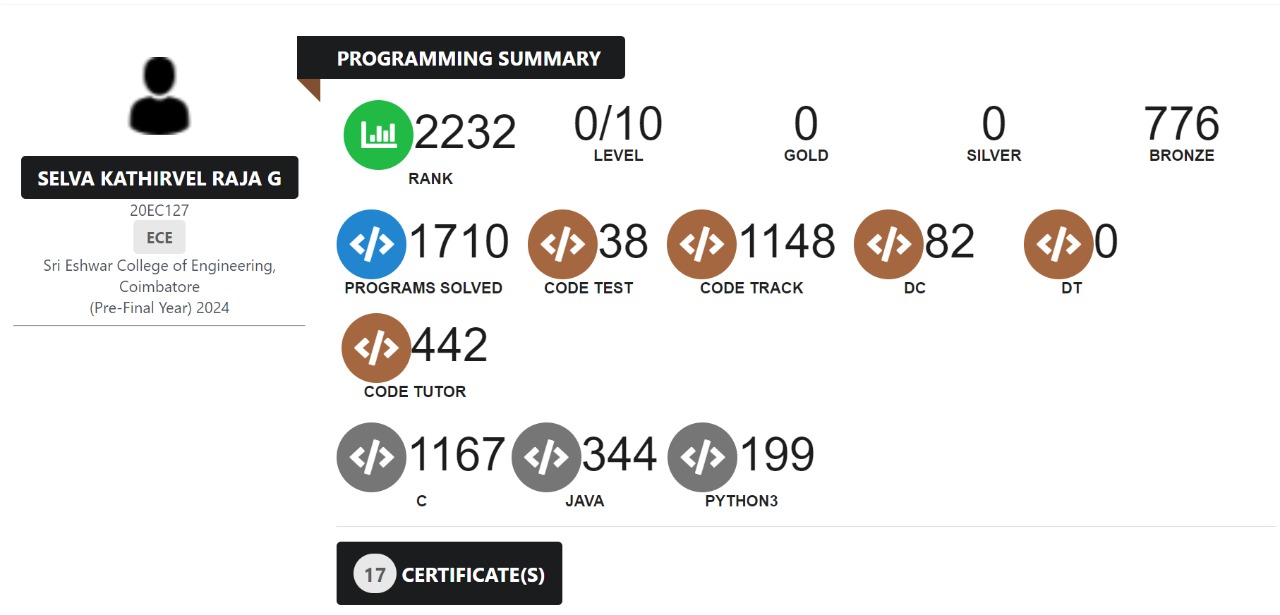 PROGRAMMING SUMMARY
SELVA KATHIRVEL RAJA G
20EC127
ECE
Sri Eshwar College of Engineering,
Coimbatore
(Pre-Final Year) 2024
2232 0/10 0 0 776
RANK LEVEL GOLD SILVER BRONZE
1710 38 1148 82 0
PROGRAMS SOLVED CODE TEST CODE TRACK DC DT
442
CODE TUTOR
1167 344 199
C JAVA PYTHON3
17 CERTIFICATE(S)